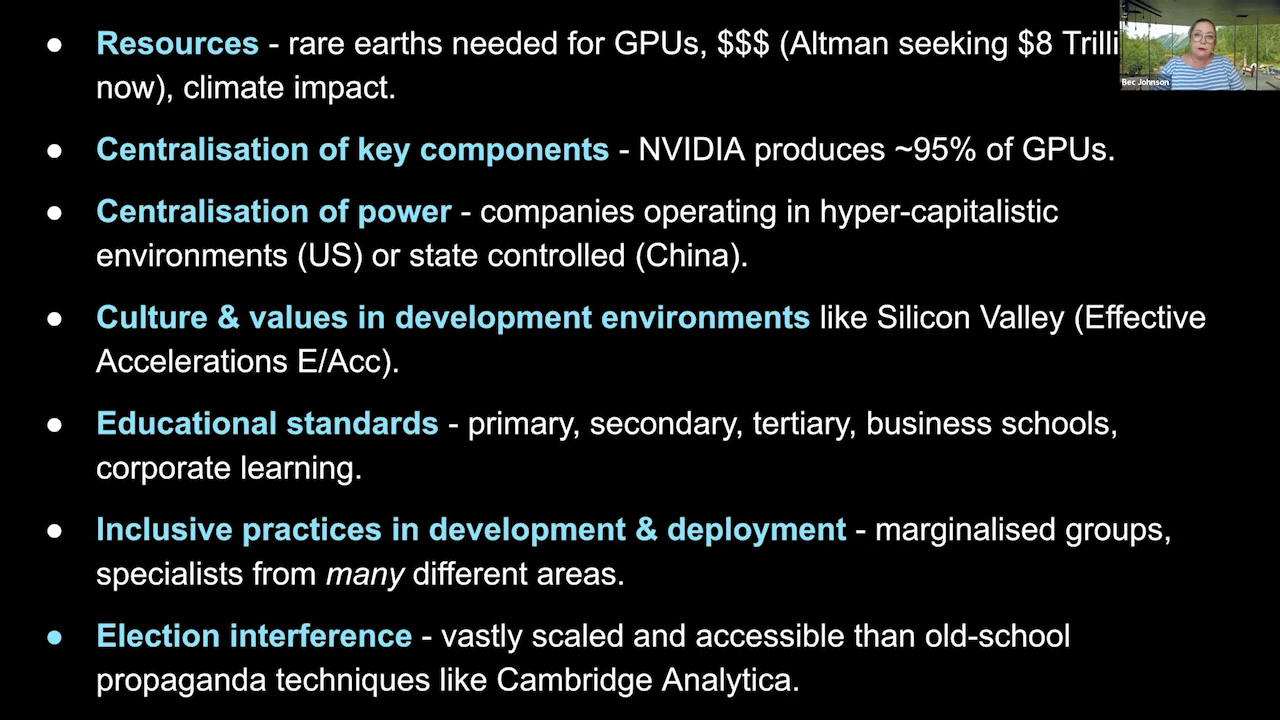 ● Resources - rare earths needed for GPUs, $$$ (Altman seeking $8 Trilli
now), climate impact.
● Centralisation of key components - NVIDIA produces ~95% of GPUs.
● Centralisation of power - companies operating in hyper-capitalistic
environments (US) or state controlled (China).
● Culture & values in development environments like Silicon Valley (Effective
Accelerations E/Acc).
● Educational standards - primary, secondary, tertiary, business schools,
corporate learning.
● Inclusive practices in development & deployment - marginalised groups,
specialists from many different areas.
● Election interference - vastly scaled and accessible than old-school
propaganda techniques like Cambridge Analytica.
Bec Johnson